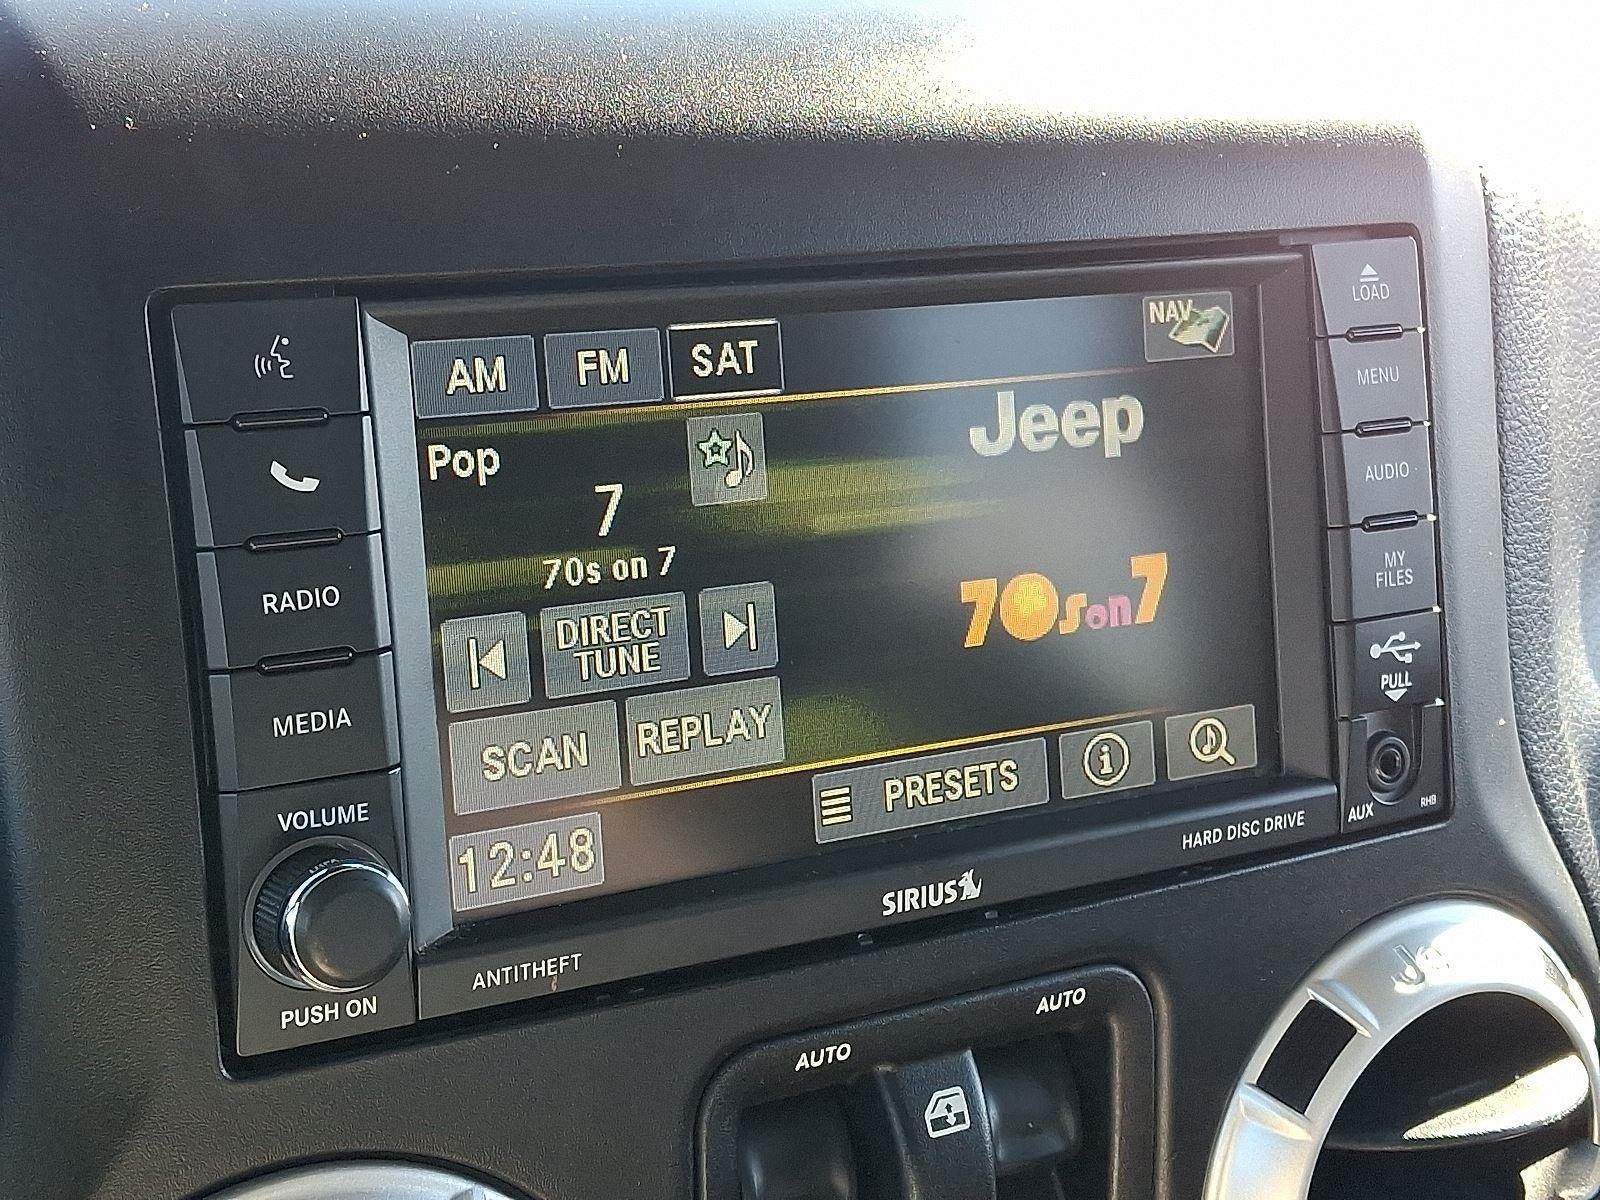 LOAD
MENU
AUDIO
MY
FILES
PULL
AUX
RHB
RADIO
MEDIA
VOLUME
PUSH ON
AM
FM
SAT
NAV
Pop
7
70s on 7
DIRECT
TUNE
SCAN
REPLAY
12:48
Jeep
70s on 7
PRESETS
i
HARD DISC DRIVE
SIRIUS
ANTITHEFT
AUTO
AUTO